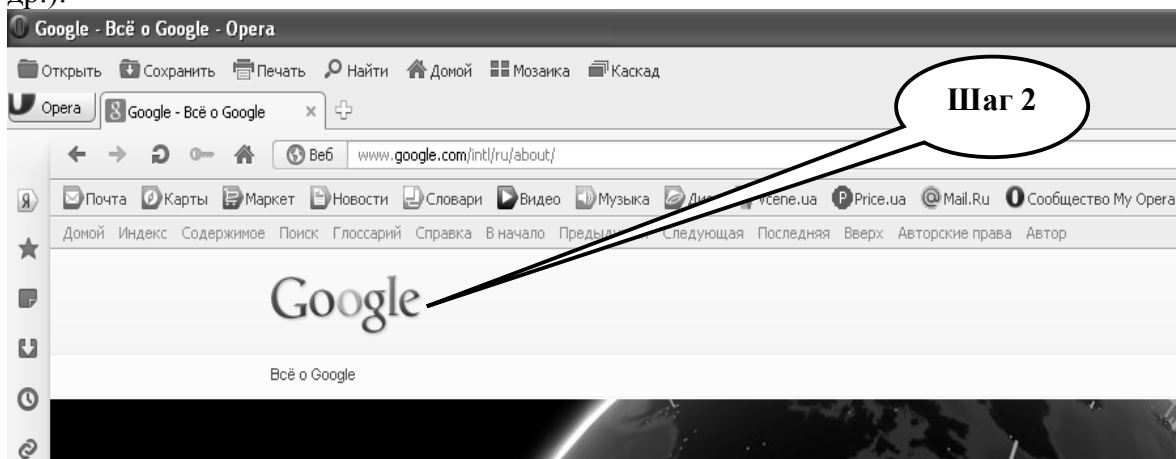 др.).
Google - Всё о Google - Opera
Открыть Сохранить Печать Найти Домой Мозаика Каскад
Шаг 2
Opera Google - Всё о Google
Веб www.google.com/intl/ru/about/
Я Почта Карты Маркет Новости Словари Видео Музыка Price.ua Mail.Ru Сообщество My Opera
Домой Индекс Содержимое Поиск Глоссарий Справка В начало Следующая Последняя Вверх Авторские права Автор
Google
Всё о Google